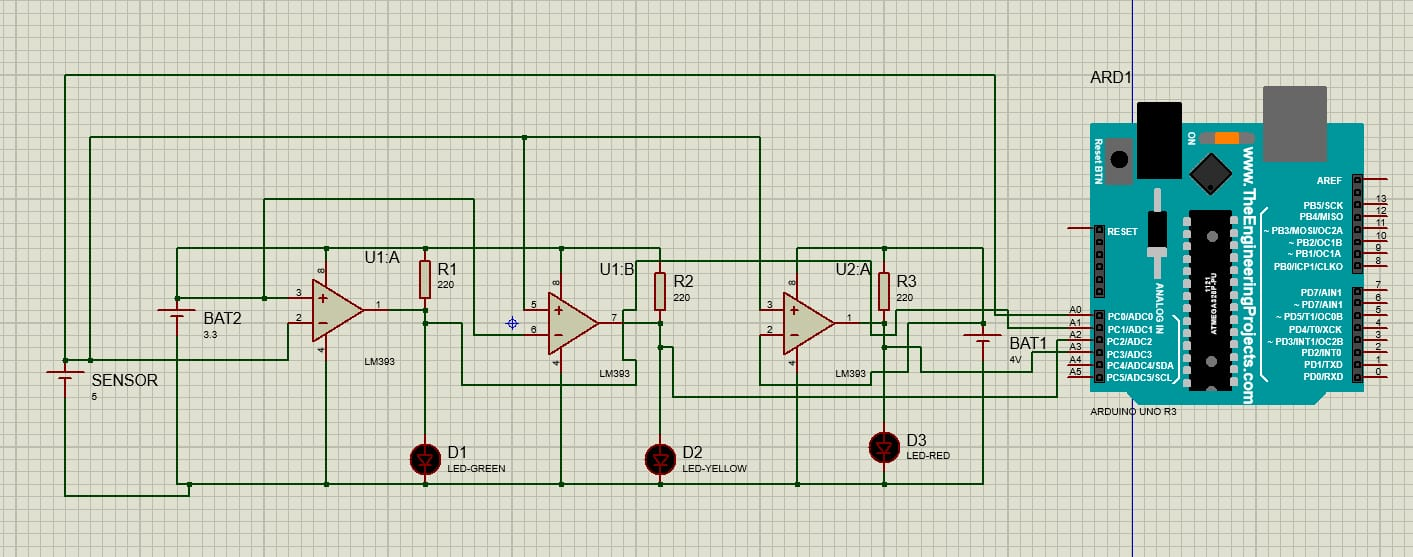 ARD1
Reset BTN
ON
www.TheEngineeringProjects.com
AREF
PB5/SCK 13
PB4/MISO 12
~ PB3/MOSI/OC2A 11
~ PB2/OC1B 10
~ PB1/OC1A 9
PB0/ICP1/CLKO 8
RESET
PD7/AIN1 7
~ PD7/AIN1 6
~ PD5/T1/OC0B 5
PD4/T0/XCK 4
~ PD3/INT1/OC2B 3
PD2/INT0 2
PD1/TXD 1
PD0/RXD 0
ANALOG IN
ATMEGA328P-PU
1121
A0 PC0/ADC0
A1 PC1/ADC1
A2 PC2/ADC2
A3 PC3/ADC3
A4 PC4/ADC4/SDA
A5 PC5/ADC5/SCL
ARDUINO UNO R3
U1:A
8
3
2
1
4
LM393
R1
220
U1:B
8
5
6
7
4
LM393
R2
220
U2:A
8
3
2
1
4
LM393
R3
220
BAT2
3.3
BAT1
4V
SENSOR
5
D1
LED-GREEN
D2
LED-YELLOW
D3
LED-RED